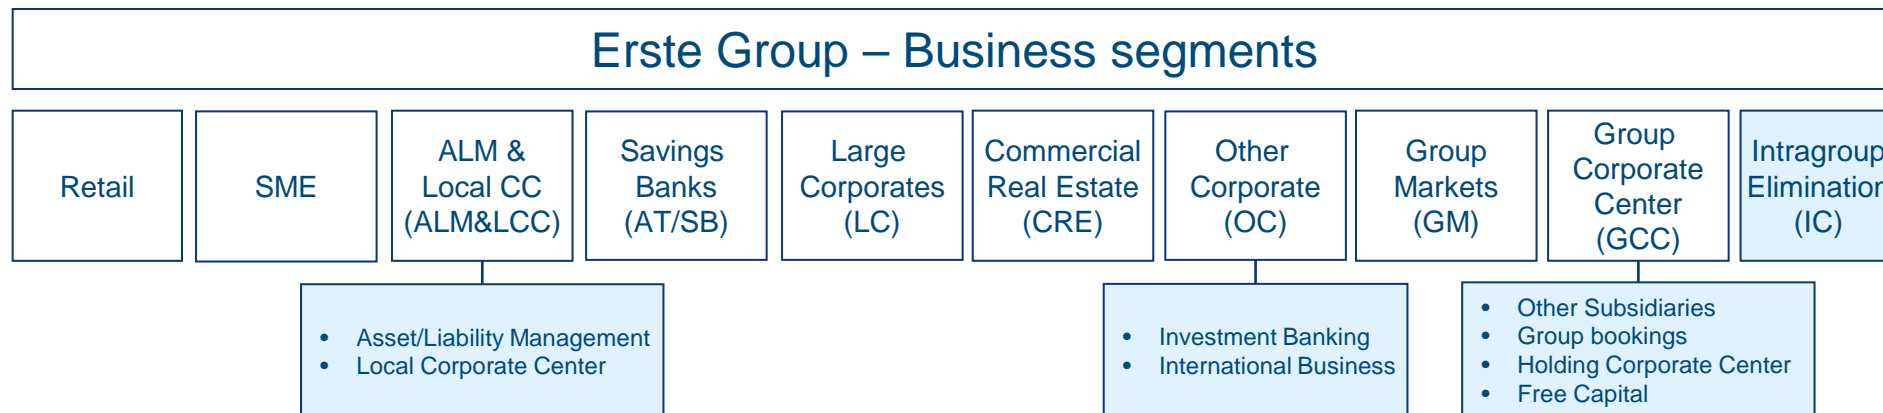 Erste Group – Business segments
Retail
SME
ALM &
Local CC
(ALM&LCC)
Savings
Banks
(AT/SB)
Large
Corporates
(LC)
Commercial
Real Estate
(CRE)
Other
Corporate
(OC)
Group
Markets
(GM)
Group
Corporate
Center
(GCC)
Intragroup
Elimination
(IC)
• Asset/Liability Management
• Local Corporate Center
• Investment Banking
• International Business
• Other Subsidiaries
• Group bookings
• Holding Corporate Center
• Free Capital